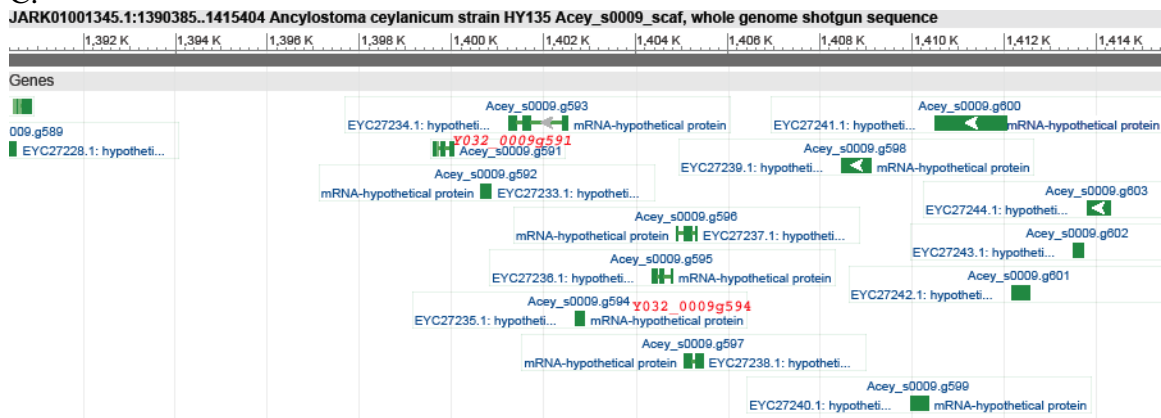 C.
JARK01001345.1:1390385..1415404 Ancylostoma ceylanicum strain HY135 Acey_s0009_scaf, whole genome shotgun sequence
1,392 K 1,394 K 1,396 K 1,398 K 1,400 K 1,402 K 1,404 K 1,406 K 1,408 K 1,410 K 1,412 K 1,414 K
Genes
Acey_s0009.g593 Acey_s0009.g600
EYC27234.1: hypotheti... mRNA-hypothetical protein EYC27241.1: hypotheti... mRNA-hypothetical protein
009.g589 Y032_0009g591 Acey_s0009.g598
EYC27228.1: hypotheti... Acey_s0009.g591 EYC27239.1: hypotheti... mRNA-hypothetical protein
Acey_s0009.g592 Acey_s0009.g603
mRNA-hypothetical protein EYC27233.1: hypotheti... EYC27244.1: hypotheti...
Acey_s0009.g596 Acey_s0009.g602
mRNA-hypothetical protein EYC27237.1: hypotheti... EYC27243.1: hypotheti...
Acey_s0009.g595 Acey_s0009.g601
EYC27236.1: hypotheti... mRNA-hypothetical protein EYC27242.1: hypotheti...
Acey_s0009.g594 Y032_0009g594
EYC27235.1: hypotheti... mRNA-hypothetical protein
Acey_s0009.g597
mRNA-hypothetical protein EYC27238.1: hypotheti...
Acey_s0009.g599
EYC27240.1: hypotheti... mRNA-hypothetical protein